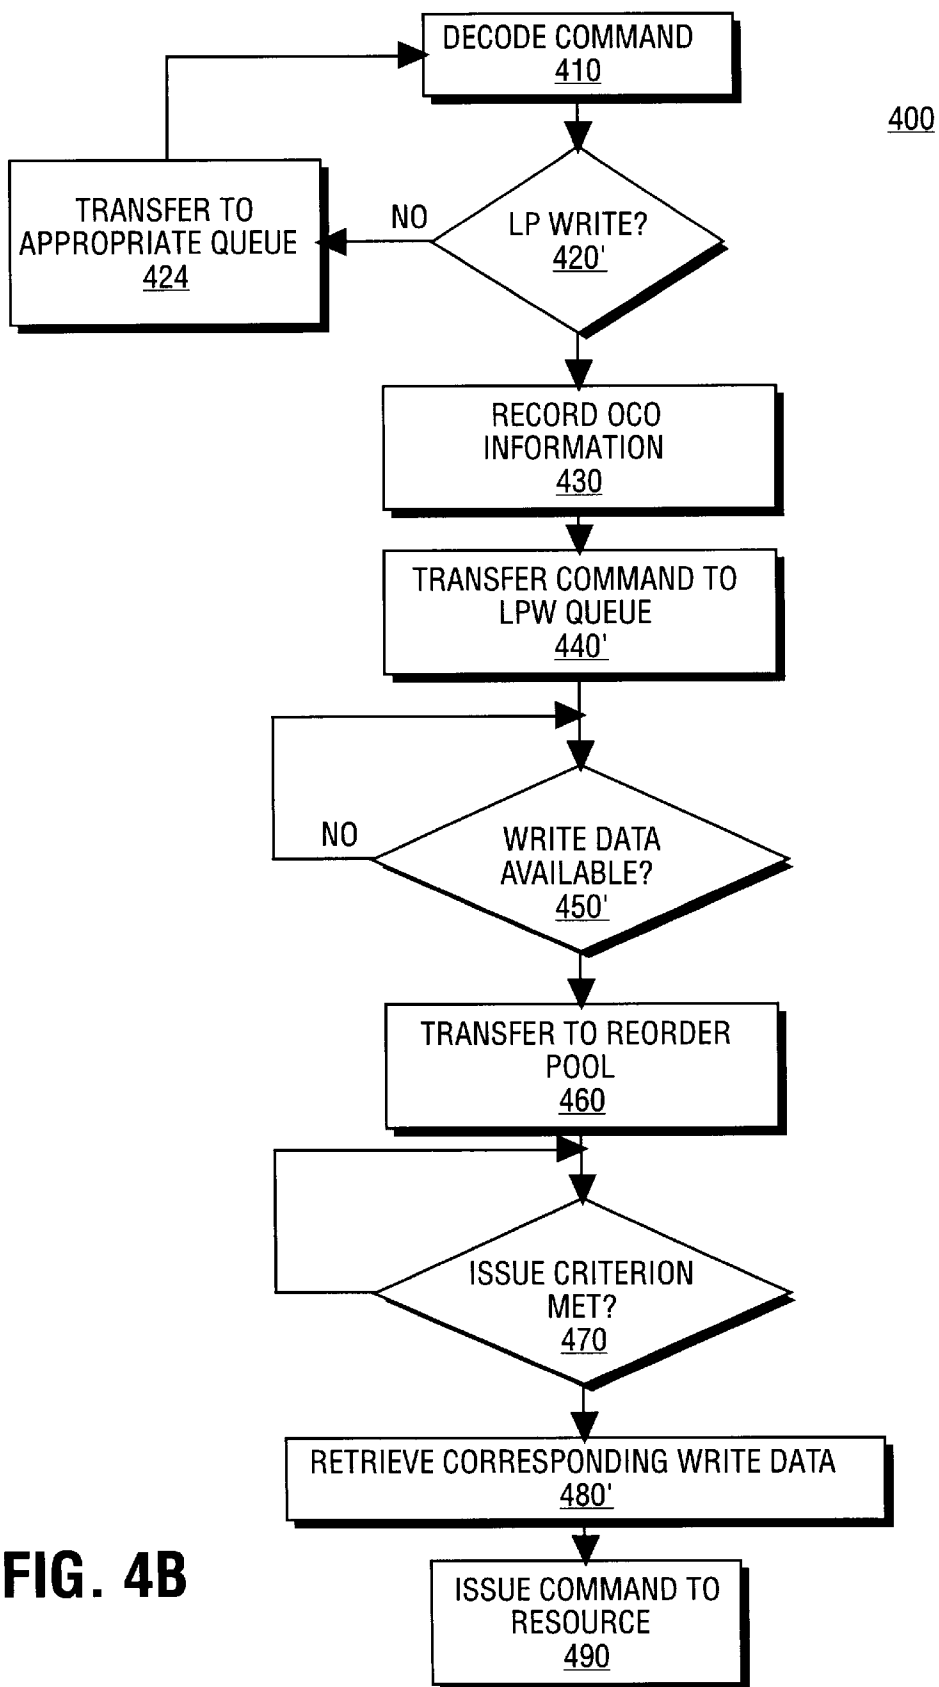 DECODE COMMAND
410
400
TRANSFER TO
APPROPRIATE QUEUE
424
NO
LP WRITE?
420'
RECORD OCO
INFORMATION
430
TRANSFER COMMAND TO
LPW QUEUE
440'
NO
WRITE DATA
AVAILABLE?
450'
TRANSFER TO REORDER
POOL
460
ISSUE CRITERION
MET?
470
RETRIEVE CORRESPONDING WRITE DATA
480'
ISSUE COMMAND TO
RESOURCE
490
FIG. 4B